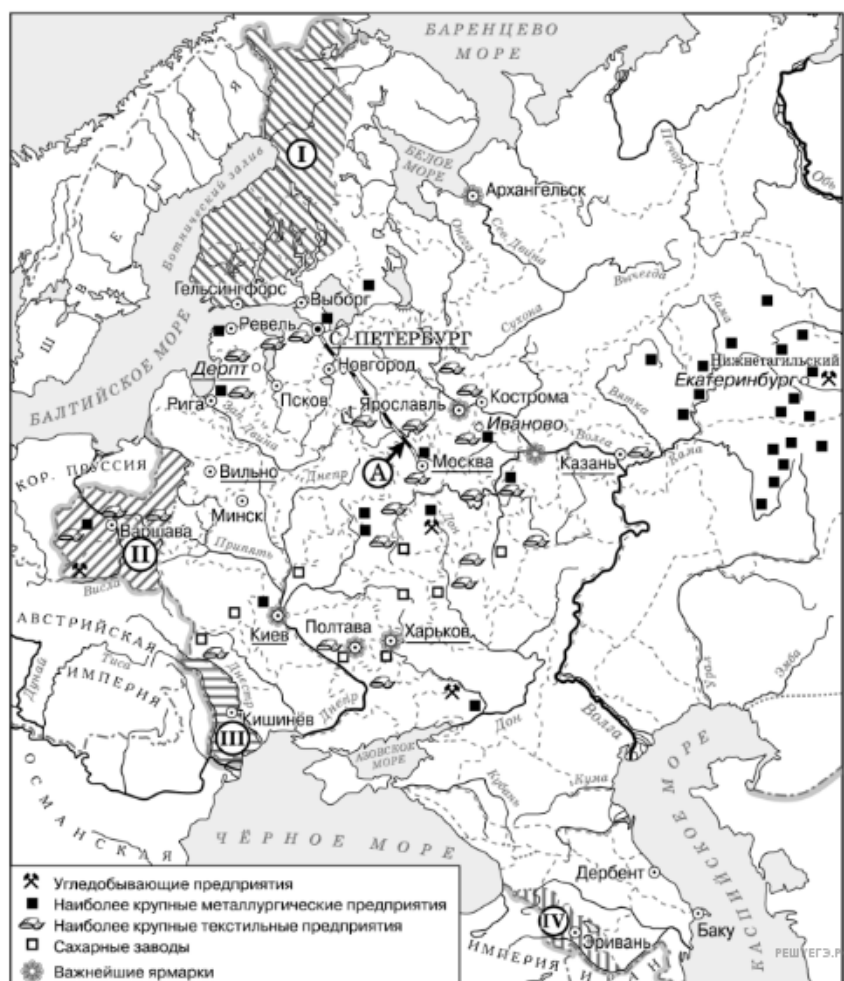 БАРЕНЦЕВО
МОРЕ
БЕЛОЕ
МОРЕ
Печора
Обь
I
Ботнический залив
ШВЕЦИЯ
Архангельск
Онега
Сев. Двина
Вычегда
Сухона
Гельсингфорс
Выборг
Ревель
С.-ПЕТЕРБУРГ
БАЛТИЙСКОЕ МОРЕ
Дерпт
Новгород
Псков
Рига
Зап. Двина
Ярославль
Кострома
Иваново
Вятка
Кама
Нижнетагильский
Екатеринбург
Волга
А
Москва
Казань
Кама
КОР. ПРУССИЯ
Вильно
Днепр
Минск
Дон
Варшава
II
Припять
Висла
АВСТРИЙСКАЯ
ИМПЕРИЯ
Тиса
Дунай
Киев
Полтава
Харьков
Днестр
Кишинёв
III
Днепр
Дон
Волга
Урал
Эмба
АЗОВСКОЕ
МОРЕ
Кубань
Кума
ОСМАНСКАЯ
ЧЁРНОЕ МОРЕ
КАСПИЙСКОЕ МОРЕ
Дербент
Баку
IV
Эривань
ИМПЕРИЯ
ИРАН
РЕШУЕГЭ.Р
Угледобывающие предприятия
Наиболее крупные металлургические предприятия
Наиболее крупные текстильные предприятия
Сахарные заводы
Важнейшие ярмарки